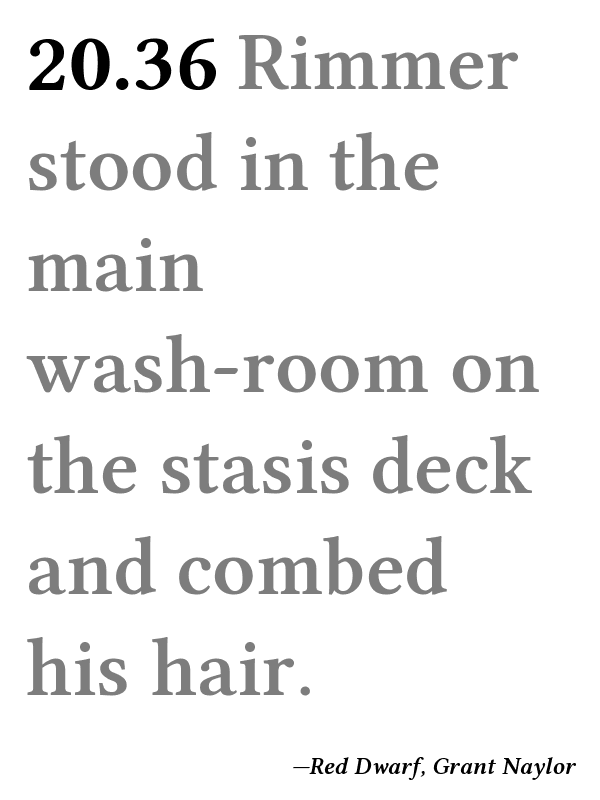 20.36 Rimmer
stood in the
main
wash-room on
the stasis deck
and combed
his hair.
—Red Dwarf, Grant Naylor